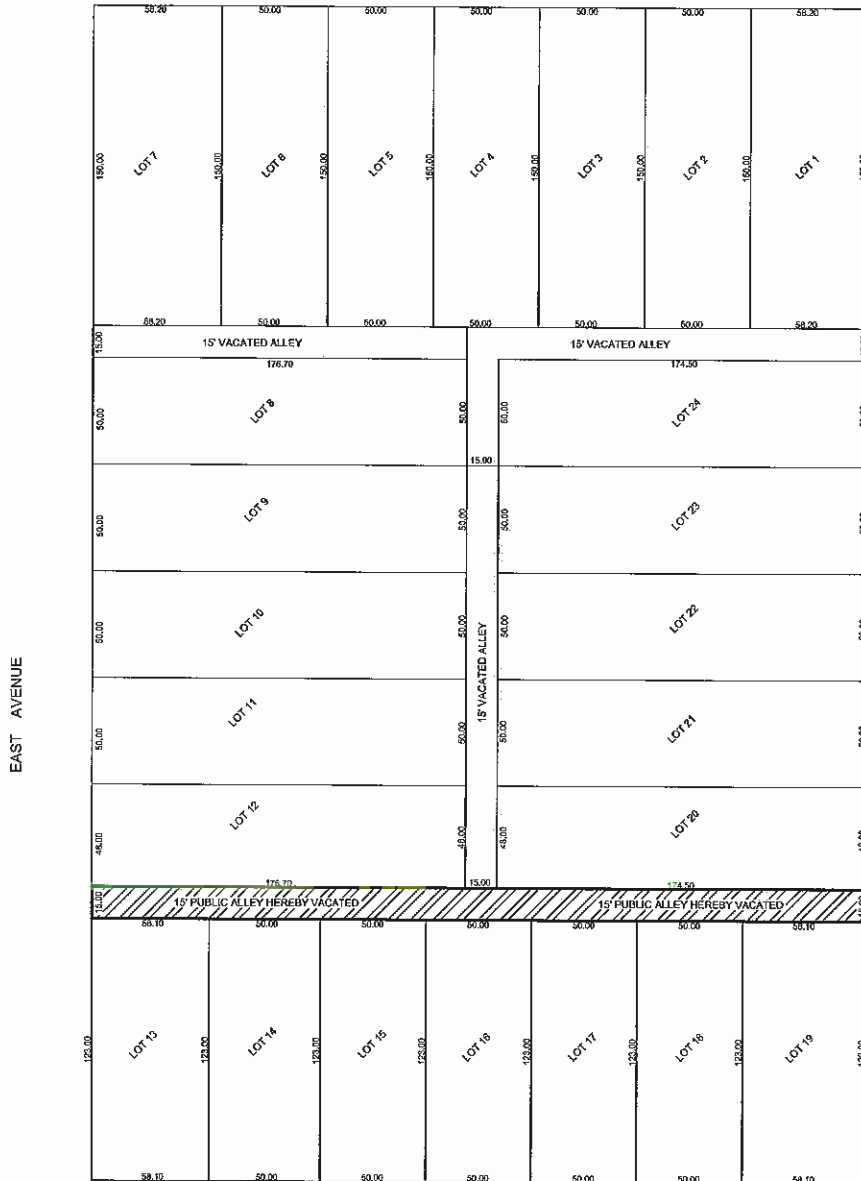 58.20 50.00 50.00 50.00 50.00 50.00 58.20
150.00 150.00 150.00 150.00 150.00 150.00
LOT 7 LOT 6 LOT 5 LOT 4 LOT 3 LOT 2 LOT 1
58.20 50.00 50.00 50.00 50.00 50.00 58.20
15.00 15' VACATED ALLEY 15' VACATED ALLEY
176.70 174.50
50.00 LOT 8 50.00 50.00 LOT 24
15.00
50.00 LOT 9 50.00 50.00 LOT 23
50.00 LOT 10 50.00 50.00 LOT 22
15' VACATED ALLEY
EAST AVENUE
50.00 LOT 11 50.00 50.00 LOT 21
48.00 LOT 12 48.00 48.00 LOT 20
176.70 15.00 174.50
15.00 15' PUBLIC ALLEY HEREBY VACATED 15' PUBLIC ALLEY HEREBY VACATED
58.10 50.00 50.00 50.00 50.00 50.00 58.10
123.00 LOT 13 123.00 LOT 14 123.00 LOT 15 123.00 LOT 16 123.00 LOT 17 123.00 LOT 18 123.00 LOT 19
58.10 50.00 50.00 50.00 50.00 50.00 58.10